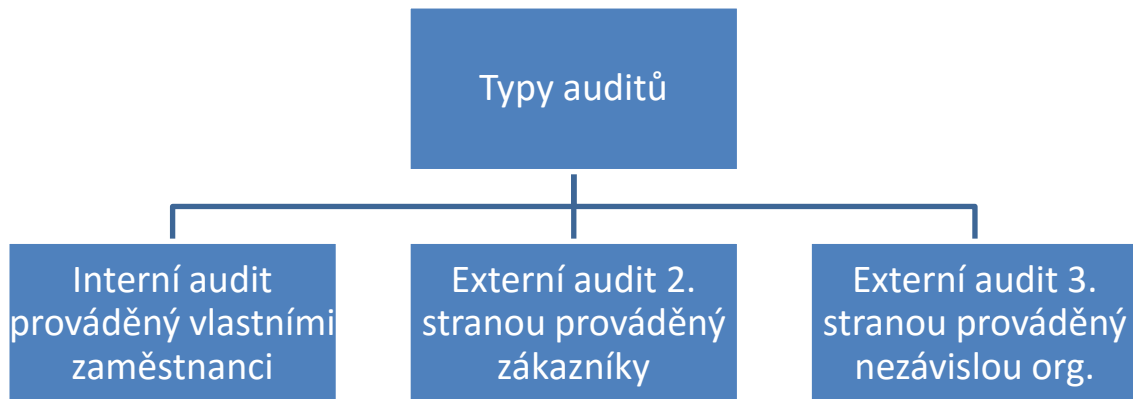 Typy auditů
Interní audit
prováděný vlastními
zaměstnanci
Externí audit 2.
stranou prováděný
zákazníky
Externí audit 3.
stranou prováděný
nezávislou org.